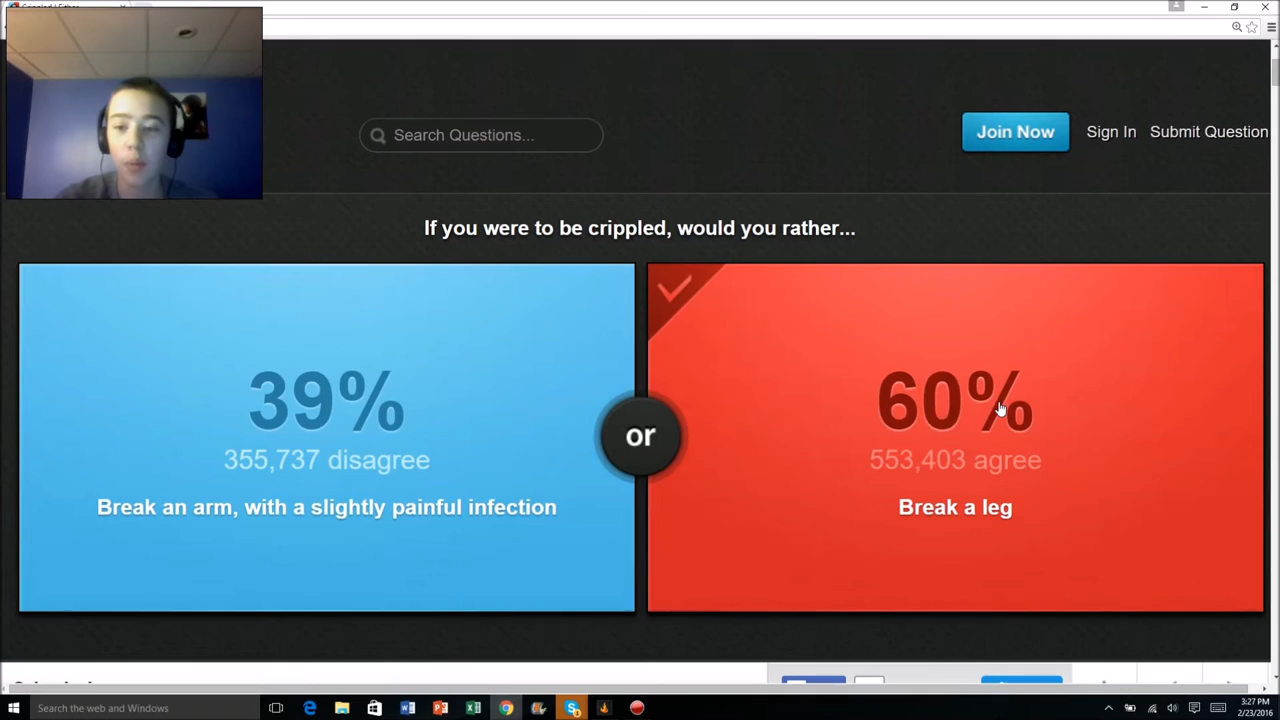 Search Questions...
Join Now
Sign In
Submit Question
If you were to be crippled, would you rather...
39%
355,737 disagree
Break an arm, with a slightly painful infection
or
60%
553,403 agree
Break a leg
Search the web and Windows
3:27 PM
2/23/2016